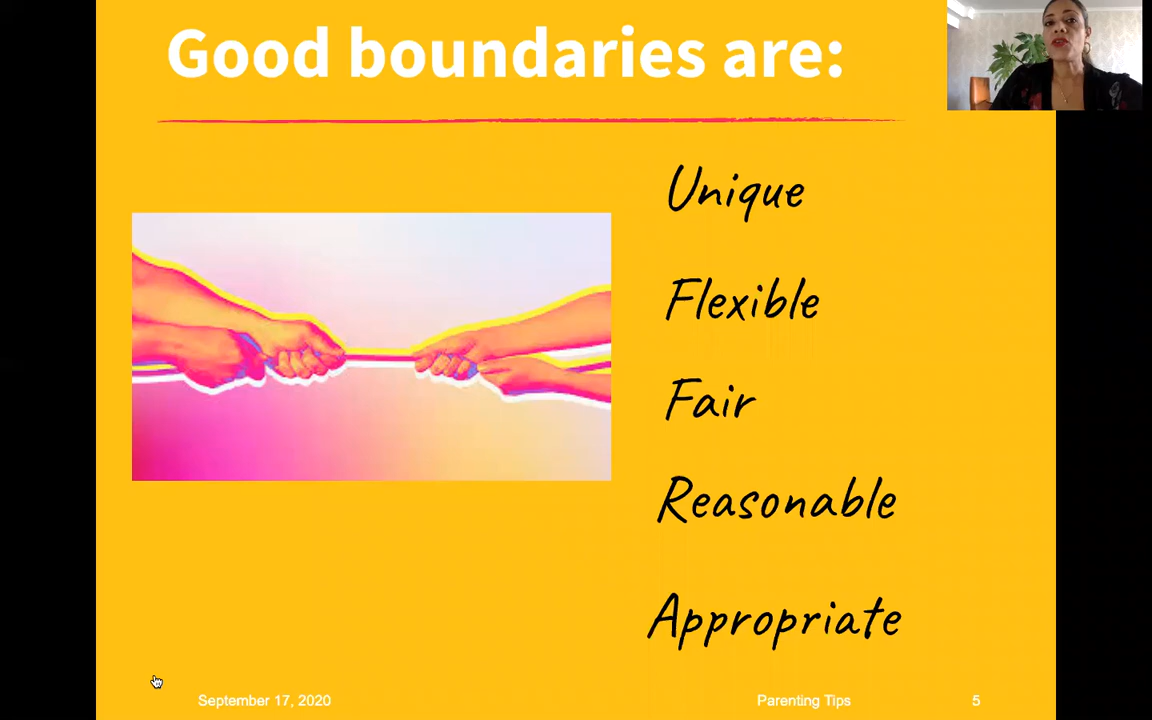 Good boundaries are:
Unique
Flexible
Fair
Reasonable
Appropriate
September 17, 2020 Parenting Tips 5